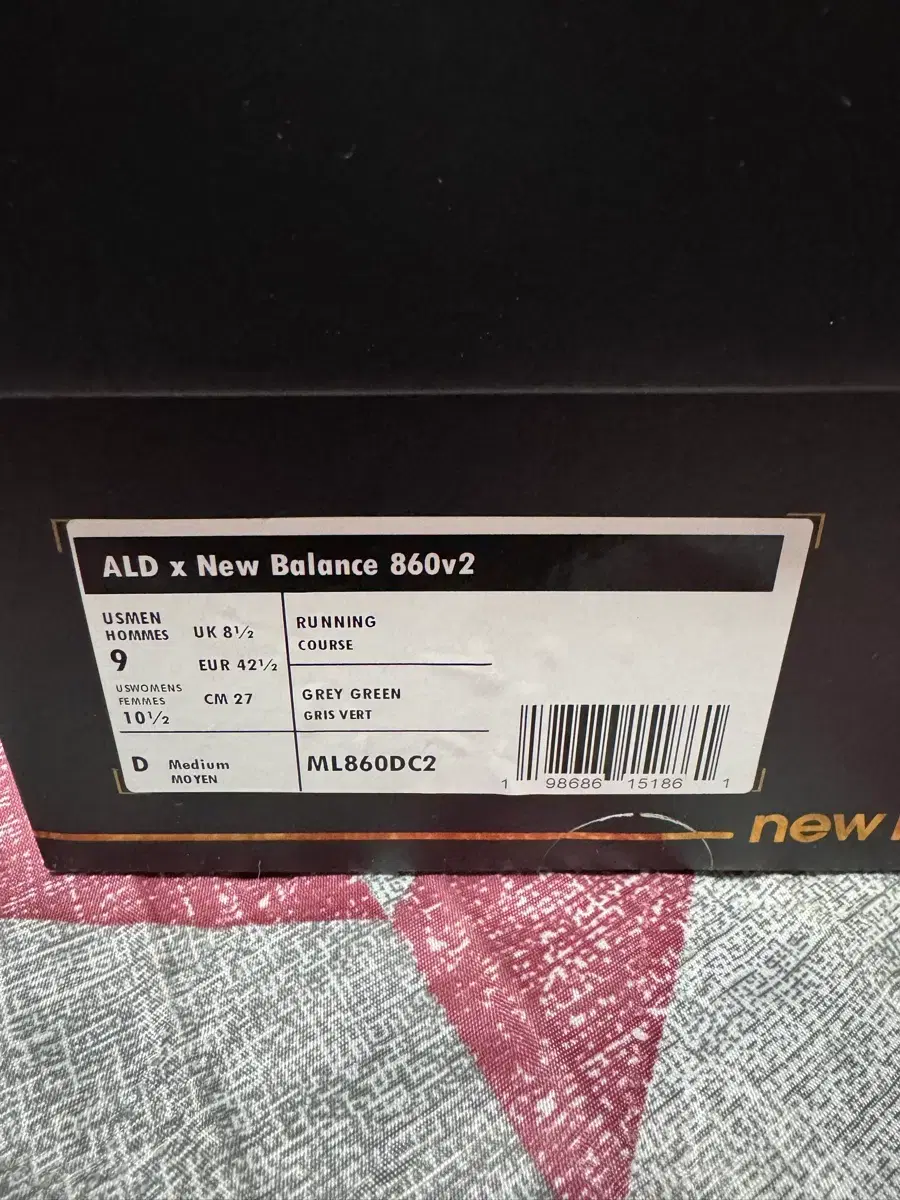 ALD x New Balance 860v2
USMEN
HOMMES
9
UK 8½
EUR 42½
USWOMENS
FEMMES
10½
CM 27
D Medium
MOYEN
RUNNING
COURSE
GREY GREEN
GRIS VERT
ML860DC2
1 98686 15186 1
new